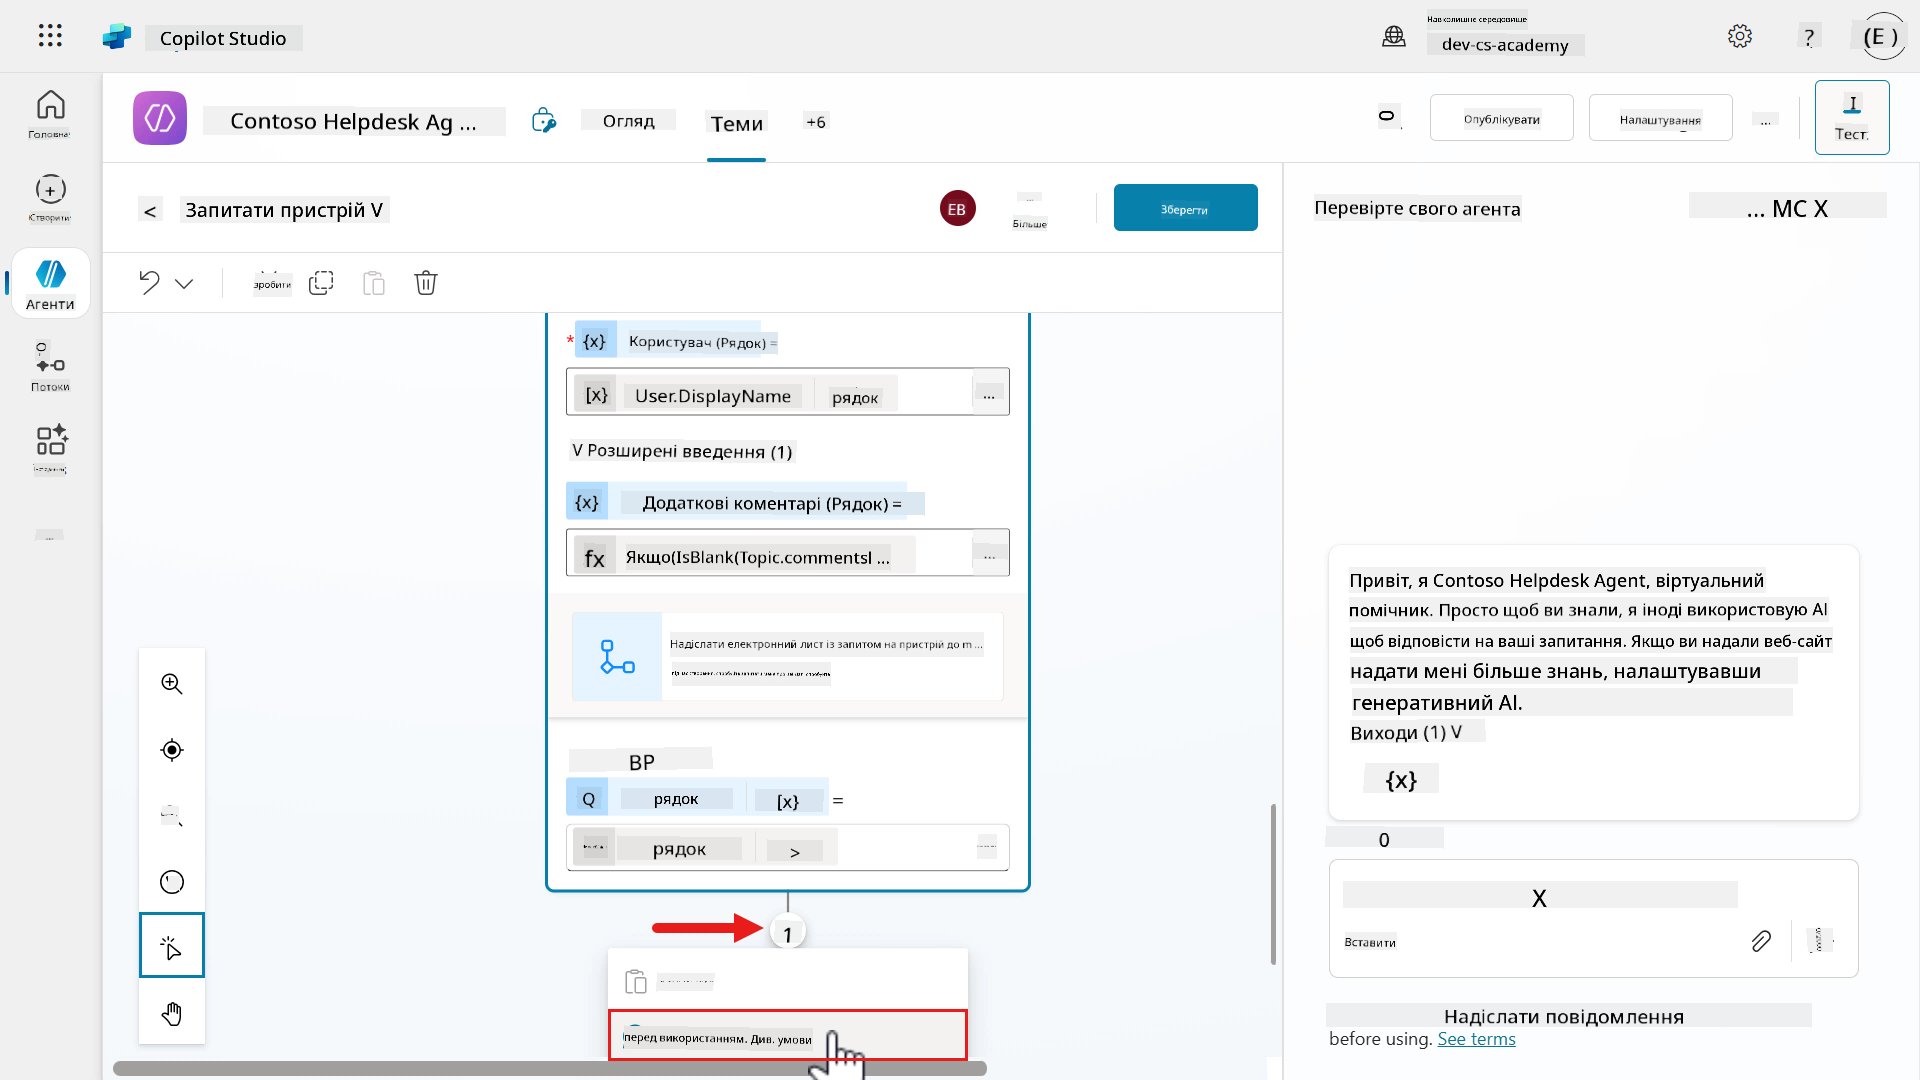 Copilot Studio
Навколишнє середовище
dev-cs-academy
?
(E )
Головна
Contoso Helpdesk Ag ...
Огляд
Теми
+6
Опублікувати
Налаштування
...
Тест
Створити
<
Запитати пристрій V
EB
...
Більше
Зберегти
Перевірте свого агента
... MC X
Агенти
зробити
Потоки
* {x} Користувач (Рядок) =
[x} User.DisplayName рядок ...
V Розширені введення (1)
{x} Додаткові коментарі (Рядок) =
fx Якщо(IsBlank(Topic.commentsI ...
...
Надіслати електронний лист із запитом на пристрій до m ...
ВР
Q рядок [x} =
рядок >
1
перед використанням. Див. умови
Привіт, я Contoso Helpdesk Agent, віртуальний
помічник. Просто щоб ви знали, я іноді використовую AI
щоб відповісти на ваші запитання. Якщо ви надали веб-сайт
надати мені більше знань, налаштувавши
генеративний AI.
Виходи (1) V
{x}
0
X
Вставити
Надіслати повідомлення
before using. See terms